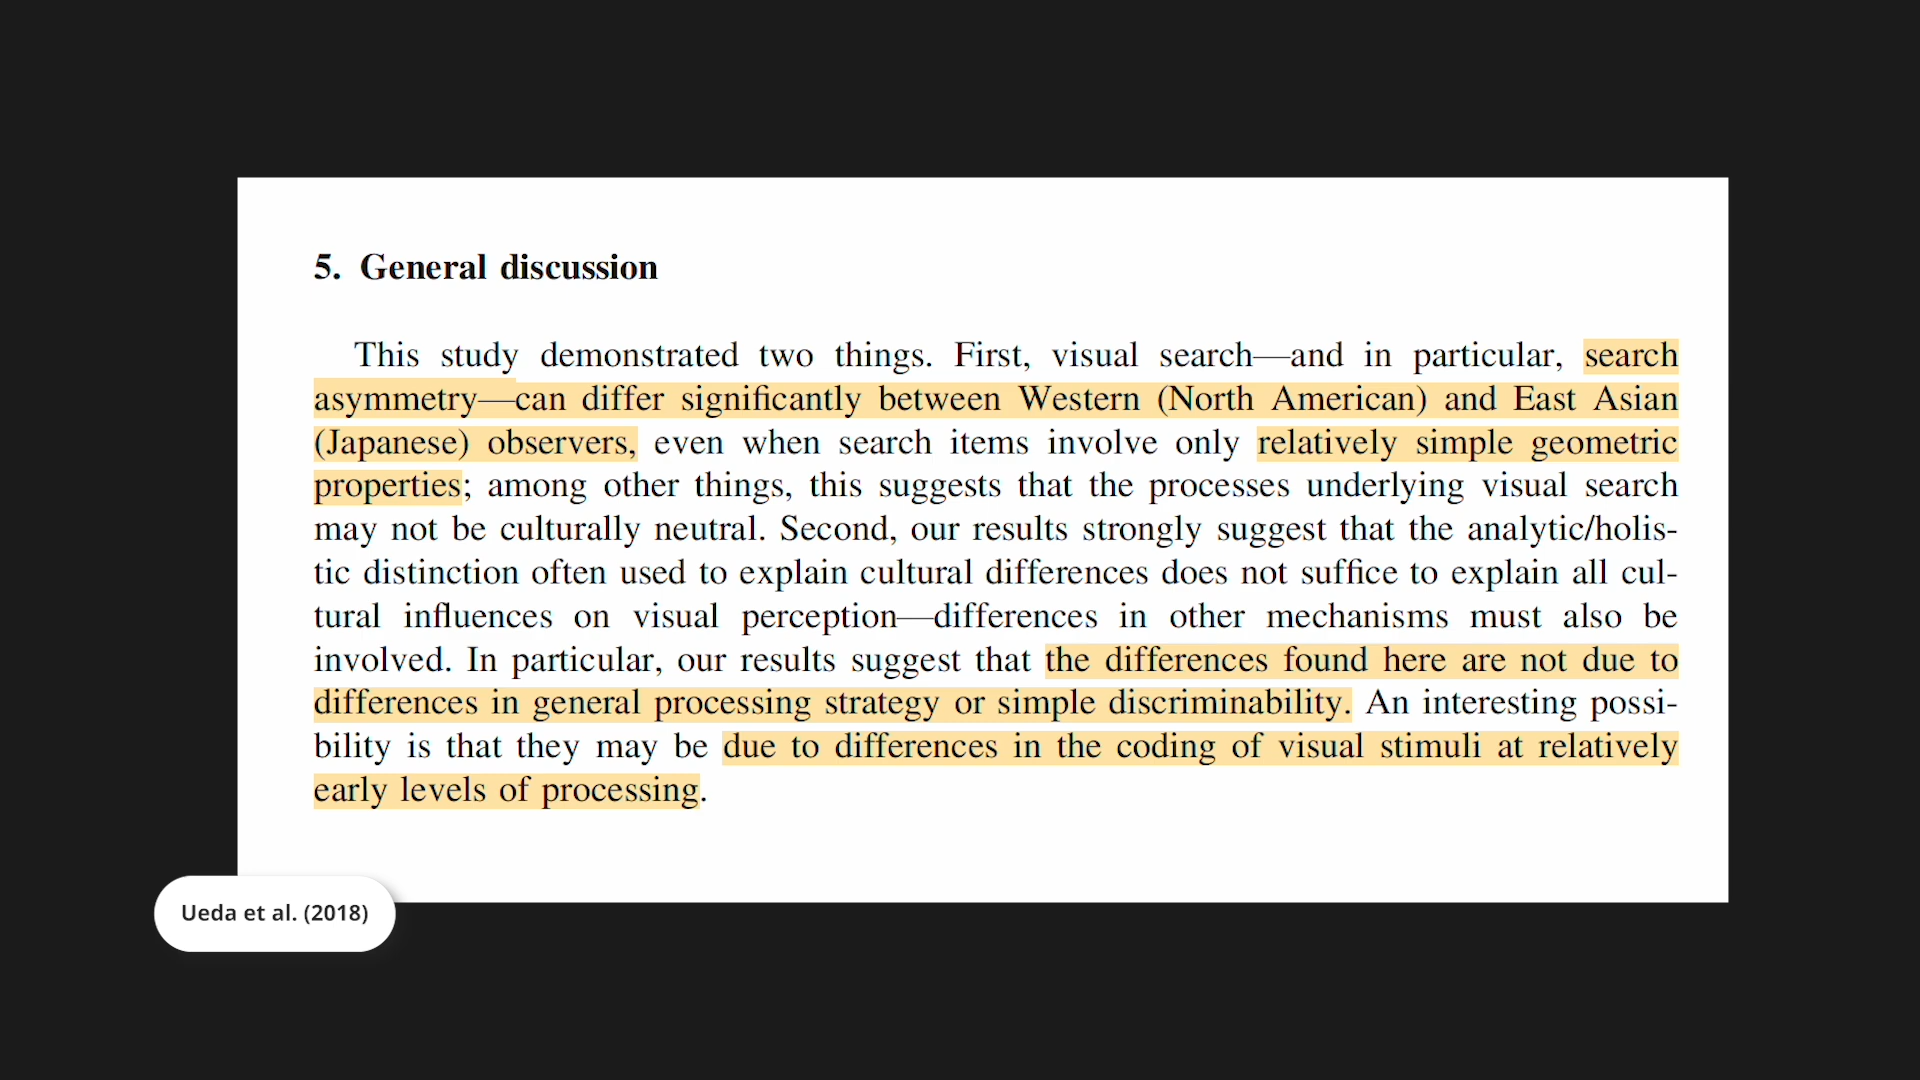 5. General discussion
This study demonstrated two things. First, visual search—and in particular, search
asymmetry—can differ significantly between Western (North American) and East Asian
(Japanese) observers, even when search items involve only relatively simple geometric
properties; among other things, this suggests that the processes underlying visual search
may not be culturally neutral. Second, our results strongly suggest that the analytic/holis-
tic distinction often used to explain cultural differences does not suffice to explain all cul-
tural influences on visual perception—differences in other mechanisms must also be
involved. In particular, our results suggest that the differences found here are not due to
differences in general processing strategy or simple discriminability. An interesting possi-
bility is that they may be due to differences in the coding of visual stimuli at relatively
early levels of processing.
Ueda et al. (2018)